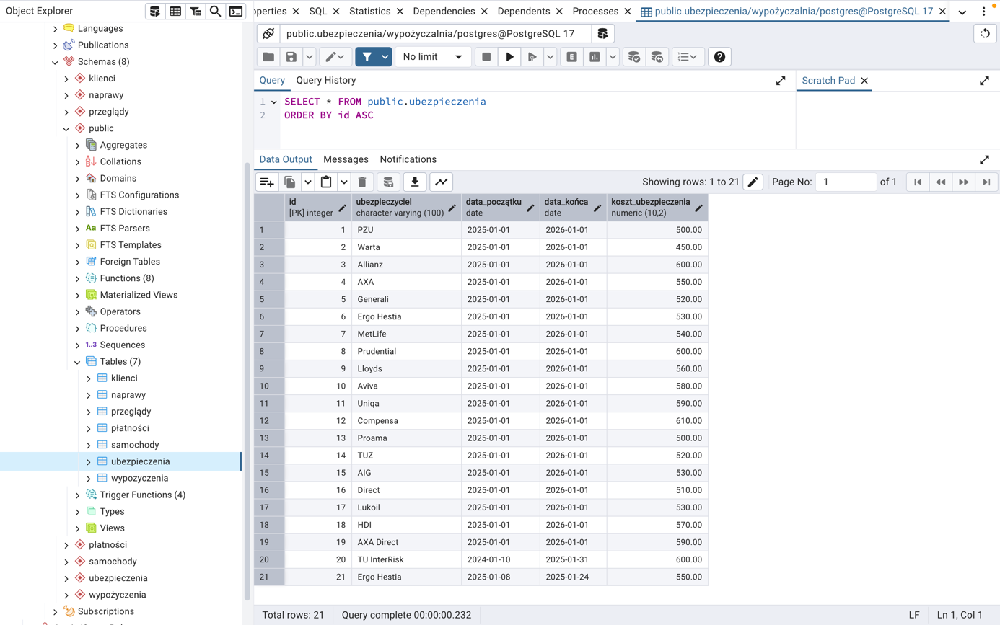 Object Explorer
Languages
Publications
Schemas (8)
klienci
naprawy
przeglądy
public
Aggregates
Collations
Domains
FTS Configurations
FTS Dictionaries
Aa FTS Parsers
FTS Templates
Foreign Tables
Functions (8)
Materialized Views
Operators
Procedures
1..3 Sequences
Tables (7)
klienci
naprawy
przeglądy
płatności
samochody
ubezpieczenia
wypozyczenia
Trigger Functions (4)
Types
Views
płatności
samochody
ubezpieczenia
wypożyczenia
Subscriptions
operties SQL Statistics Dependencies Dependents Processes public.ubezpieczenia/wypożyczalnia/postgres@PostgreSQL 17
public.ubezpieczenia/wypożyczalnia/postgres@PostgreSQL 17
No limit E
Query Query History Scratch Pad
1 SELECT * FROM public.ubezpieczenia
2 ORDER BY id ASC
Data Output Messages Notifications
Showing rows: 1 to 21 Page No: 1 of 1
id ubezpieczyciel data_początku data_końca koszt_ubezpieczenia
[PK] integer character varying (100) date date numeric (10,2)
1 1 PZU 2025-01-01 2026-01-01 500.00
2 2 Warta 2025-01-01 2026-01-01 450.00
3 3 Allianz 2025-01-01 2026-01-01 600.00
4 4 AXA 2025-01-01 2026-01-01 550.00
5 5 Generali 2025-01-01 2026-01-01 520.00
6 6 Ergo Hestia 2025-01-01 2026-01-01 530.00
7 7 MetLife 2025-01-01 2026-01-01 540.00
8 8 Prudential 2025-01-01 2026-01-01 600.00
9 9 Lloyds 2025-01-01 2026-01-01 560.00
10 10 Aviva 2025-01-01 2026-01-01 580.00
11 11 Uniqa 2025-01-01 2026-01-01 590.00
12 12 Compensa 2025-01-01 2026-01-01 610.00
13 13 Proama 2025-01-01 2026-01-01 500.00
14 14 TUZ 2025-01-01 2026-01-01 520.00
15 15 AIG 2025-01-01 2026-01-01 530.00
16 16 Direct 2025-01-01 2026-01-01 510.00
17 17 Lukoil 2025-01-01 2026-01-01 530.00
18 18 HDI 2025-01-01 2026-01-01 570.00
19 19 AXA Direct 2025-01-01 2026-01-01 590.00
20 20 TU InterRisk 2024-01-10 2025-01-31 600.00
21 21 Ergo Hestia 2025-01-08 2025-01-24 550.00
Total rows: 21 Query complete 00:00:00.232 LF Ln 1, Col 1